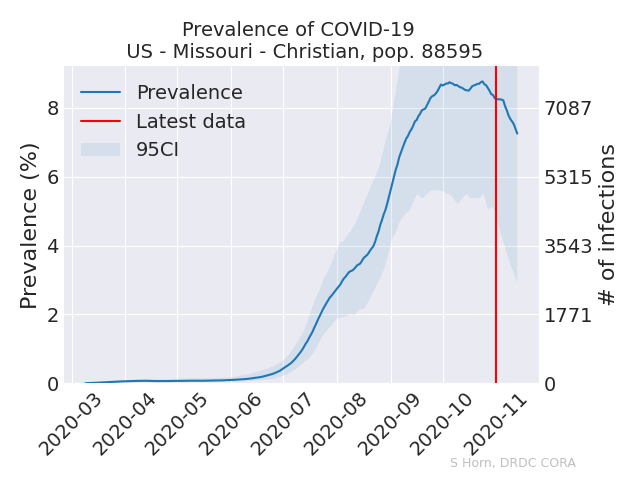 Prevalence of COVID-19
US - Missouri - Christian, pop. 88595
Prevalence
Latest data
95CI
Prevalence (%)
8
6
4
2
0
7087
5315
3543
1771
0
# of infections
2020-03
2020-04
2020-05
2020-06
2020-07
2020-08
2020-09
2020-10
2020-11
S Horn, DRDC CORA